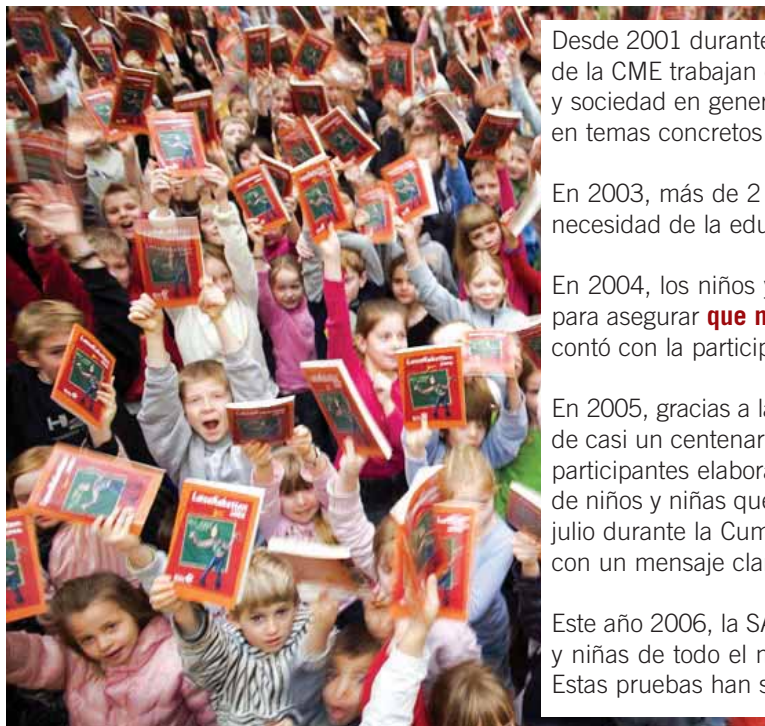 Desde 2001 durante
de la CME trabajan
y sociedad en gener
en temas concretos
En 2003, más de 2
necesidad de la edu
En 2004, los niños y
para asegurar que n
contó con la particip
En 2005, gracias a la
de casi un centenar
participantes elabora
de niños y niñas que
julio durante la Cum
con un mensaje cla
Este año 2006, la SA
y niñas de todo el
Estas pruebas han s
LeseRaketten